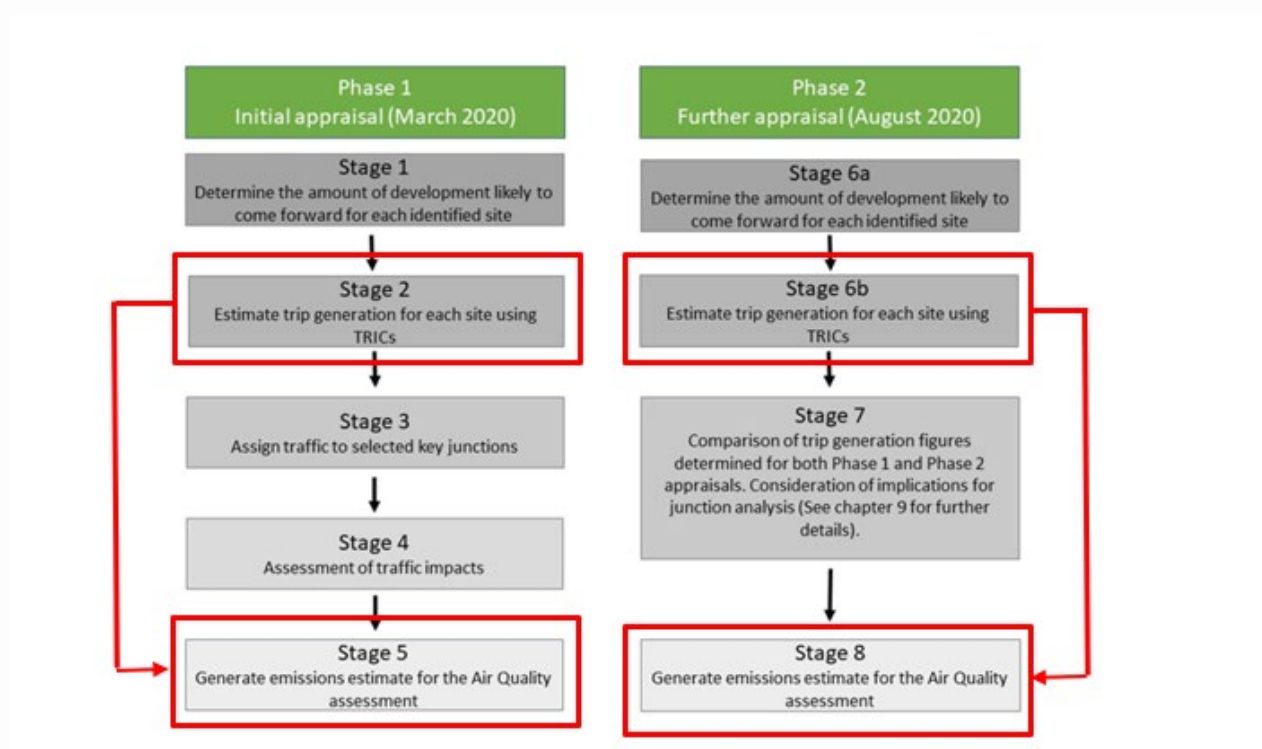 Phase 1
Initial appraisal (March 2020)
Stage 1
Determine the amount of development likely to
come forward for each identified site
Stage 2
Estimate trip generation for each site using
TRICs
Stage 3
Assign traffic to selected key junctions
Stage 4
Assessment of traffic impacts
Stage 5
Generate emissions estimate for the Air Quality
assessment
Phase 2
Further appraisal (August 2020)
Stage 6a
Determine the amount of development likely to
come forward for each identified site
Stage 6b
Estimate trip generation for each site using
TRICs
Stage 7
Comparison of trip generation figures
determined for both Phase 1 and Phase 2
appraisals. Consideration of implications for
junction analysis (See chapter 9 for further
details).
Stage 8
Generate emissions estimate for the Air Quality
assessment